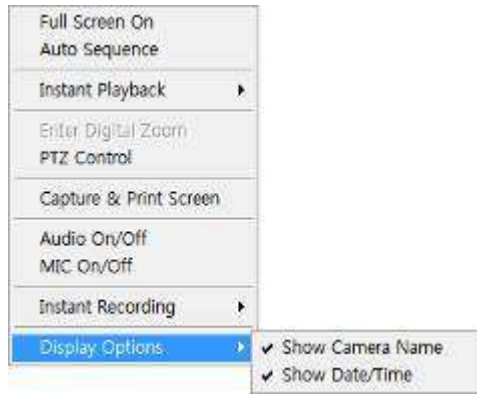 Full Screen On
Auto Sequence
Instant Playback
Enter Digital Zoom
PTZ Control
Capture & Print Screen
Audio On/Off
MIC On/Off
Instant Recording
Display Options
Show Camera Name
Show Date/Time